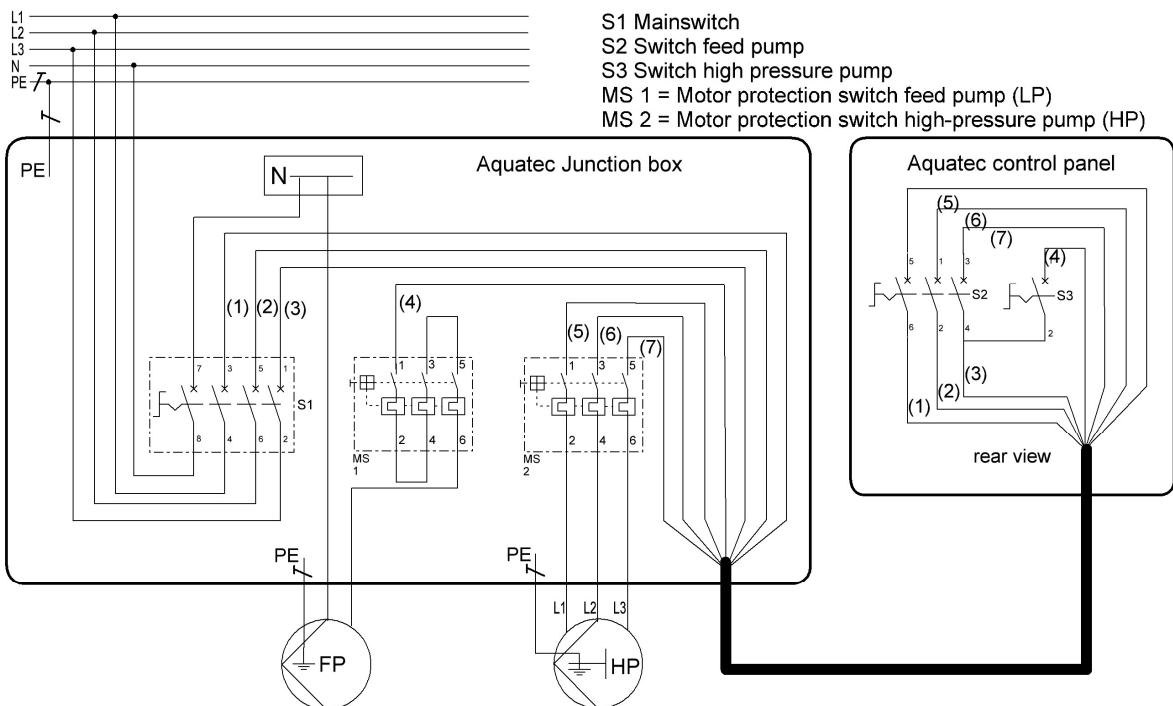 L1
L2
L3
N
PE
S1 Mainswitch
S2 Switch feed pump
S3 Switch high pressure pump
MS 1 = Motor protection switch feed pump (LP)
MS 2 = Motor protection switch high-pressure pump (HP)
PE
N
Aquatec Junction box
(1) (2) (3)
(4)
(5) (6) (7)
7 3 5 1
S1
8 4 6 2
1 3 5
2 4 6
MS
1
1 3 5
2 4 6
MS
2
PE
FP
PE
L1 L2 L3
HP
Aquatec control panel
(5)
(6)
(7)
(4)
5 1 3
S2
S3
6 2 4 2
(3)
(2)
(1)
rear view